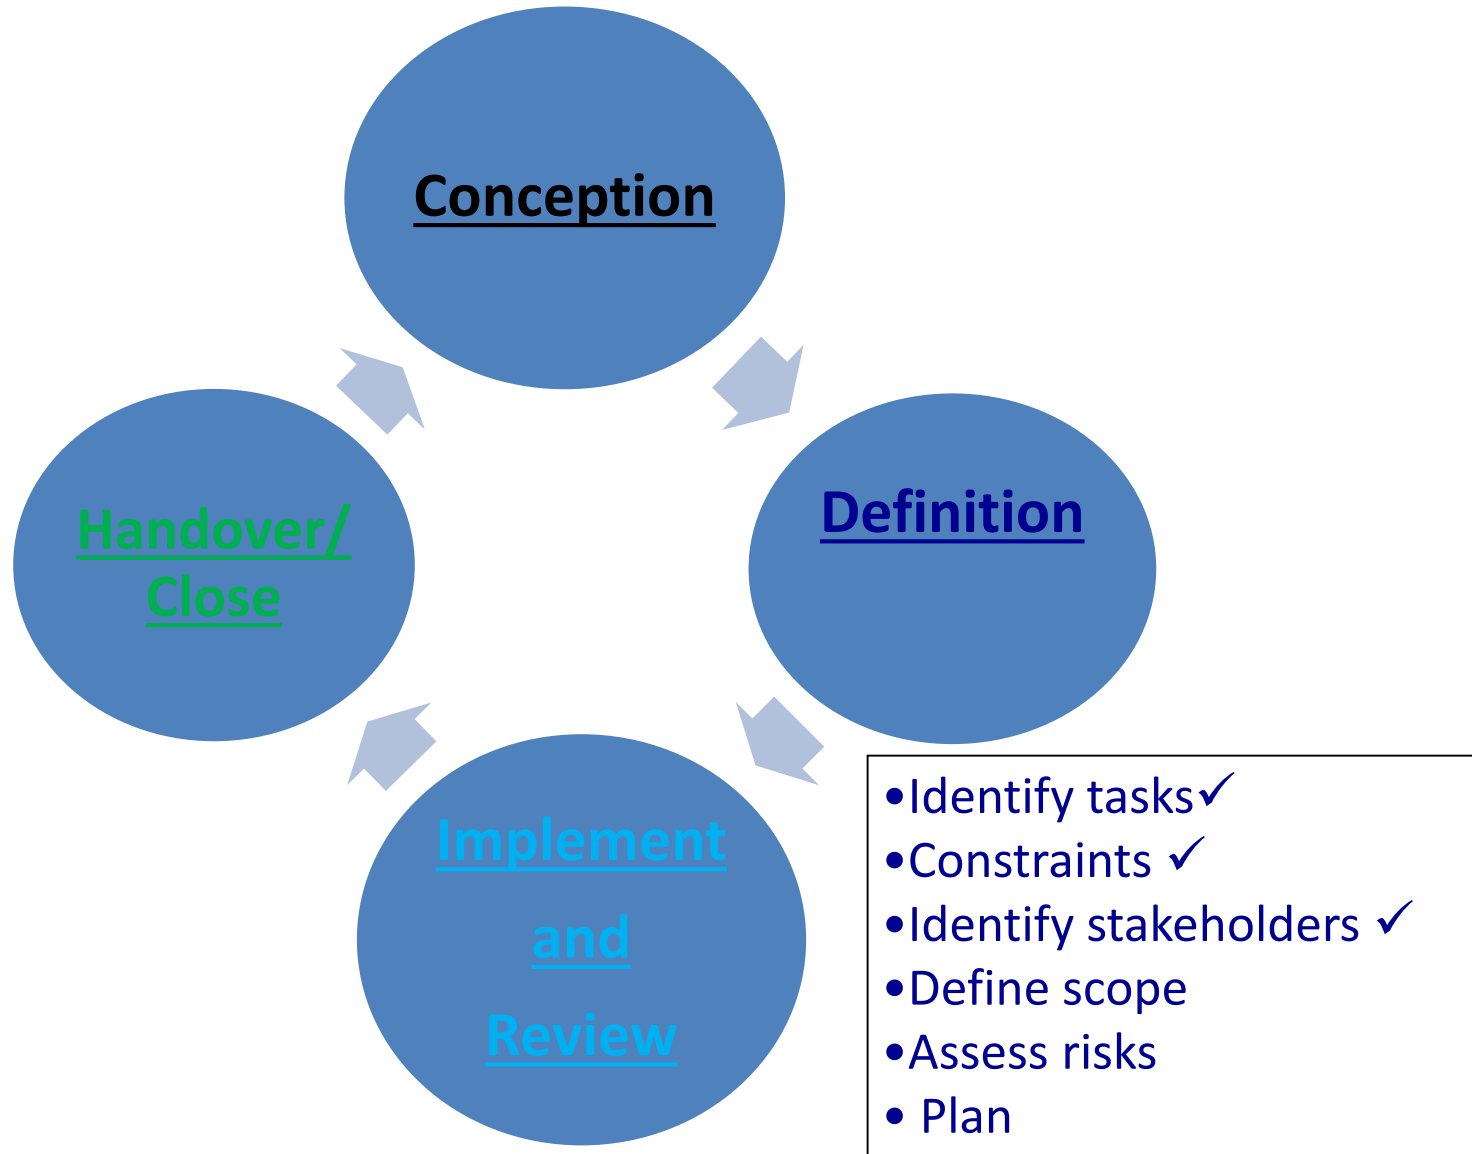 Conception
Definition
Handover/
Close
Implement
and
Review
•Identify tasks✓
•Constraints ✓
•Identify stakeholders ✓
•Define scope
•Assess risks
• Plan